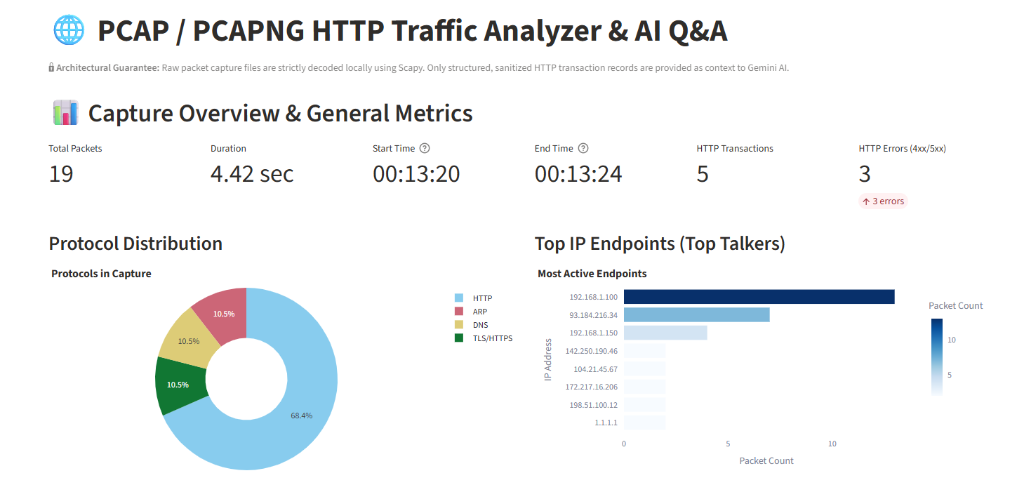 PCAP / PCAPNG HTTP Traffic Analyzer & AI Q&A
Architectural Guarantee: Raw packet capture files are strictly decoded locally using Scapy. Only structured, sanitized HTTP transaction records are provided as context to Gemini AI.
Capture Overview & General Metrics
Total Packets
19
Duration
4.42 sec
Start Time ?
00:13:20
End Time ?
00:13:24
HTTP Transactions
5
HTTP Errors (4xx/5xx)
3
↑ 3 errors
Protocol Distribution
Protocols in Capture
10.5%
10.5%
10.5%
68.4%
HTTP
ARP
DNS
TLS/HTTPS
Top IP Endpoints (Top Talkers)
Most Active Endpoints
IP Address
192.168.1.100
93.184.216.34
192.168.1.150
142.250.190.46
104.21.45.67
172.217.16.206
198.51.100.12
1.1.1.1
0
5
10
Packet Count
Packet Count
10
5